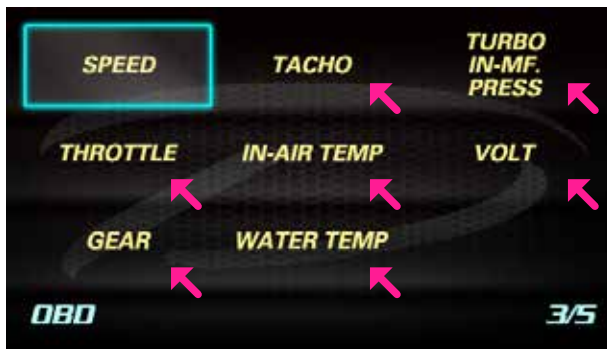 SPEED
TACHO
TURBO
IN-MF.
PRESS
THROTTLE
IN-AIR TEMP
VOLT
GEAR
WATER TEMP
OBD
3/5